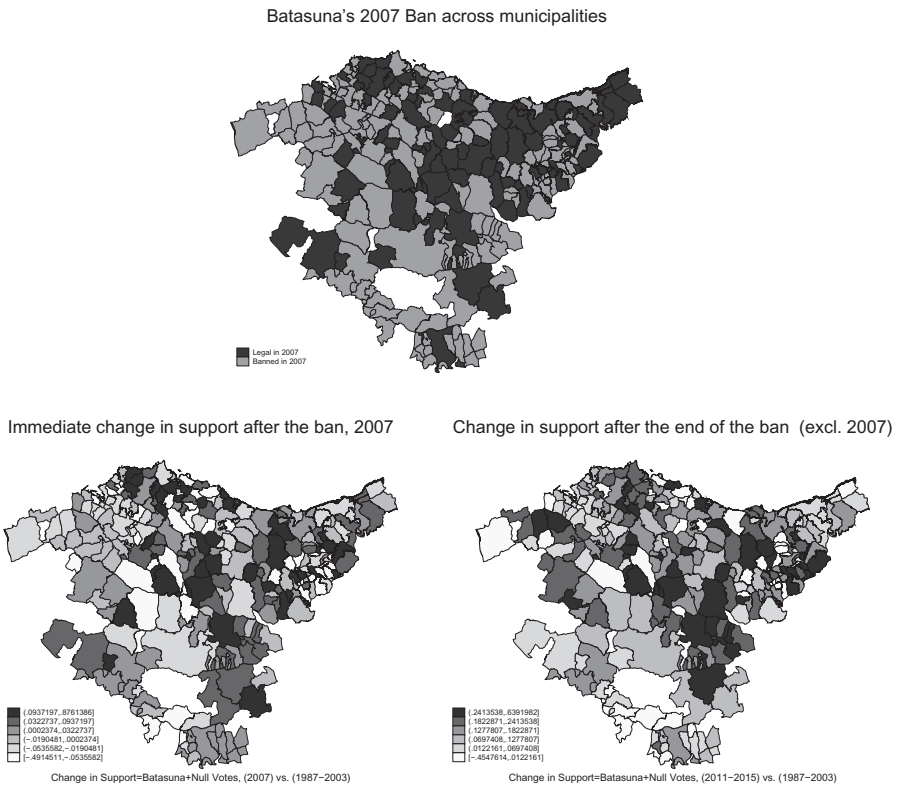 Batasuna's 2007 Ban across municipalities
Legal in 2007
Banned in 2007
Immediate change in support after the ban, 2007
(.0937197,.8761386]
(.0322737,.0937197]
(.0002374,.0322737]
(−.0190481,.0002374]
(−.0535582,−.0190481]
[−.4914511,−.0535582]
Change in Support=Batasuna+Null Votes, (2007) vs. (1987−2003)
Change in support after the end of the ban (excl. 2007)
(.2413538,.6391982]
(.1822871,.2413538]
(.1277807,.1822871]
(.0697408,.1277807]
(.0122161,.0697408]
[−.4547614,.0122161]
Change in Support=Batasuna+Null Votes, (2011−2015) vs. (1987−2003)